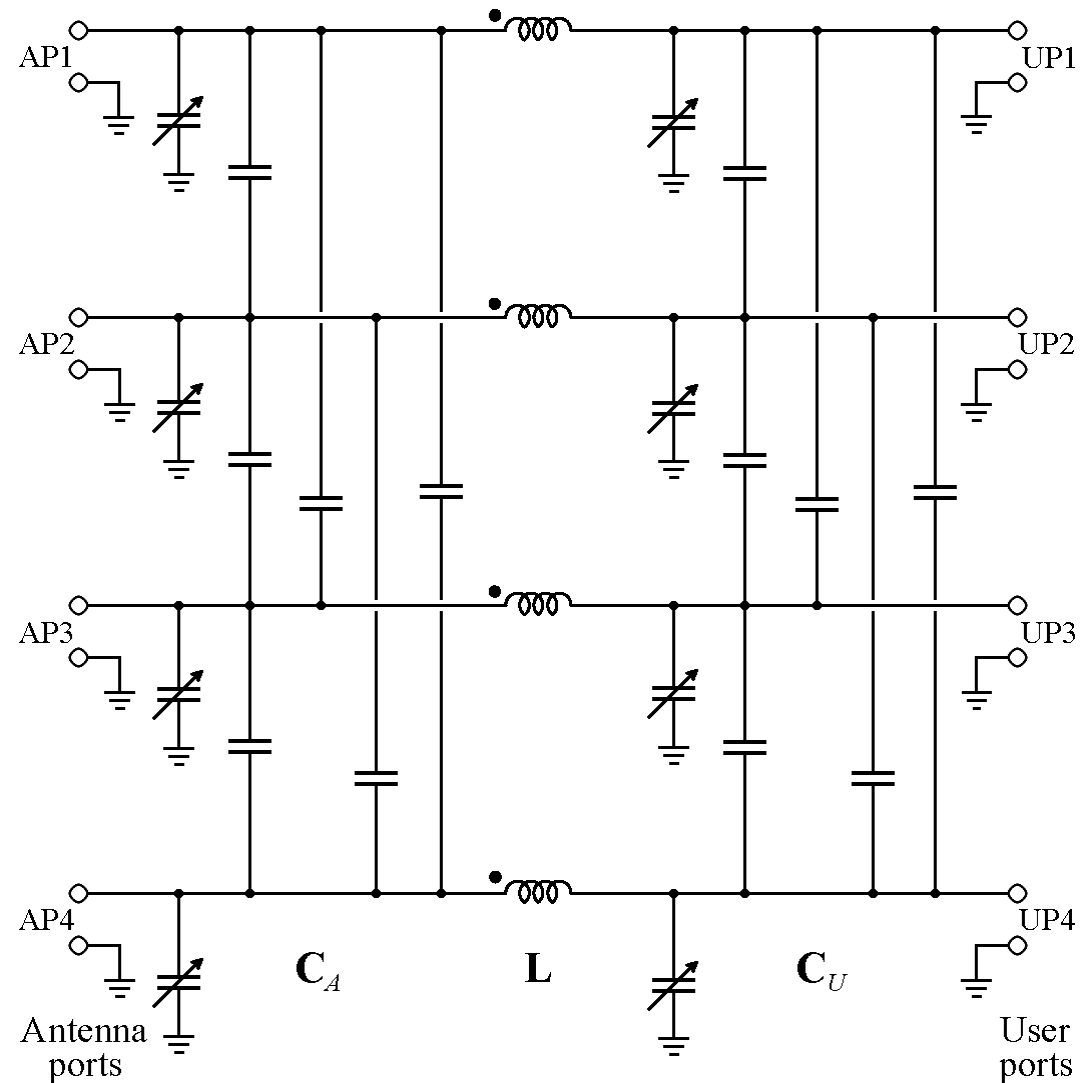 AP1
UP1
AP2
UP2
AP3
UP3
AP4
UP4
C_A
L
C_U
Antenna
ports
User
ports